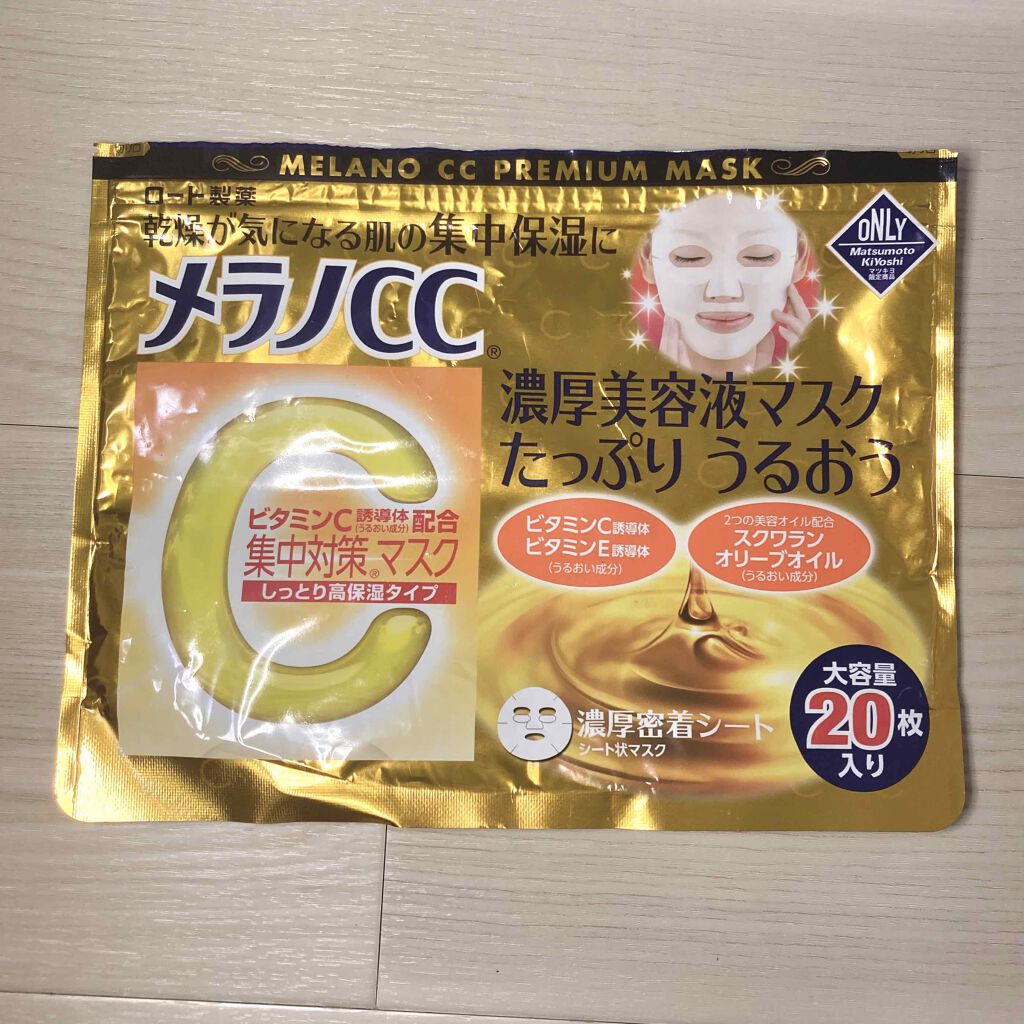 MELANO CC PREMIUM MASK
ロート製薬
乾燥が気になる肌の集中保湿に
メラノCC®
ONLY
Matsumoto
KiYoshi
マツキヨ
限定商品
濃厚美容液マスク
たっぷり うるおう
ビタミンC誘導体(うるおい成分)配合
集中対策®マスク
しっとり高保湿タイプ
ビタミンC誘導体
ビタミンE誘導体
(うるおい成分)
2つの美容オイル配合
スクワラン
オリーブオイル
(うるおい成分)
濃厚密着シート
シート状マスク
大容量
20枚
入り